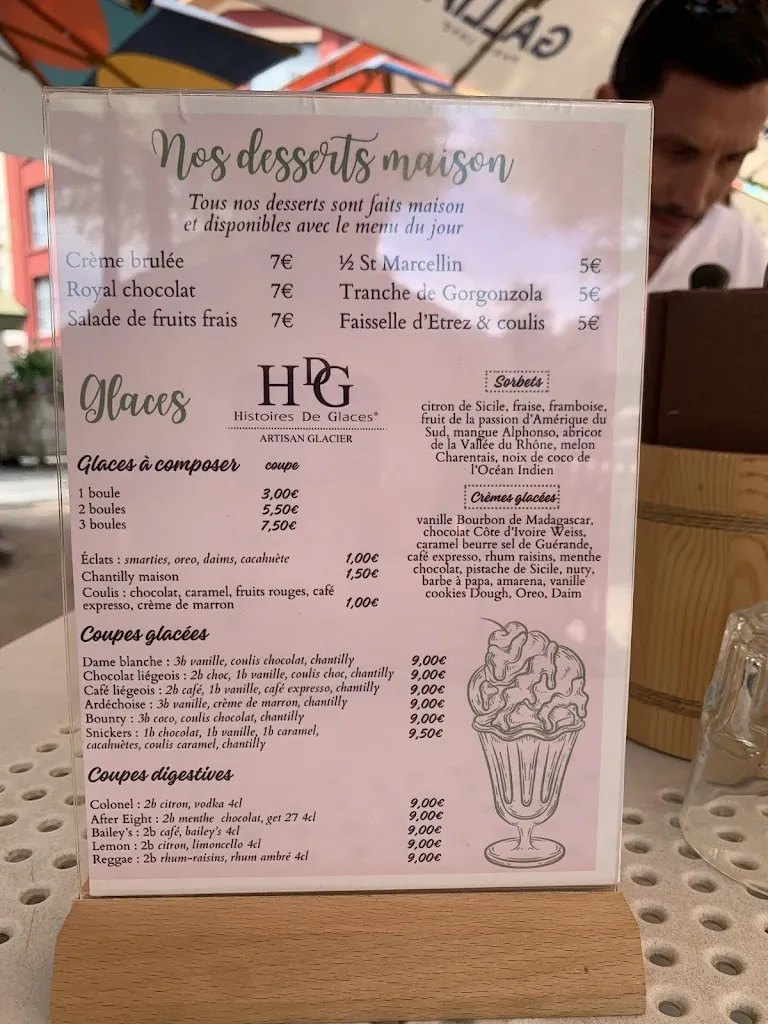 GALLIN
Nos desserts maison
Tous nos desserts sont faits maison
et disponibles avec le menu du jour
Crème brulée 7€
Royal chocolat 7€
Salade de fruits frais 7€
½ St Marcellin 5€
Tranche de Gorgonzola 5€
Faisselle d'Etrez & coulis 5€
Glaces
HDG
Histoires De Glaces®
ARTISAN GLACIER
Glaces à composer coupe
1 boule 3,00€
2 boules 5,50€
3 boules 7,50€
Éclats : smarties, oreo, daims, cacahuète 1,00€
Chantilly maison 1,50€
Coulis : chocolat, caramel, fruits rouges, café
expresso, crème de marron 1,00€
Sorbets
citron de Sicile, fraise, framboise,
fruit de la passion d'Amérique du
Sud, mangue Alphonso, abricot
de la Vallée du Rhône, melon
Charentais, noix de coco de
l'Océan Indien
Crèmes glacées
vanille Bourbon de Madagascar,
chocolat Côte d'Ivoire Weiss,
caramel beurre sel de Guérande,
café expresso, rhum raisins, menthe
chocolat, pistache de Sicile, nuty,
barbe à papa, amarena, vanille
cookies Dough, Oreo, Daim
Coupes glacées
Dame blanche : 3b vanille, coulis chocolat, chantilly 9,00€
Chocolat liégeois : 2b choc, 1b vanille, coulis choc, chantilly 9,00€
Café liégeois : 2b café, 1b vanille, café expresso, chantilly 9,00€
Ardéchoise : 3b vanille, crème de marron, chantilly 9,00€
Bounty : 3b coco, coulis chocolat, chantilly 9,00€
Snickers : 1b chocolat, 1b vanille, 1b caramel, 9,50€
cacahuètes, coulis caramel, chantilly
Coupes digestives
Colonel : 2b citron, vodka 4cl 9,00€
After Eight : 2b menthe chocolat, get 27 4cl 9,00€
Bailey's : 2b café, bailey's 4cl 9,00€
Lemon : 2b citron, limoncello 4cl 9,00€
Reggae : 2b rhum-raisins, rhum ambré 4cl 9,00€